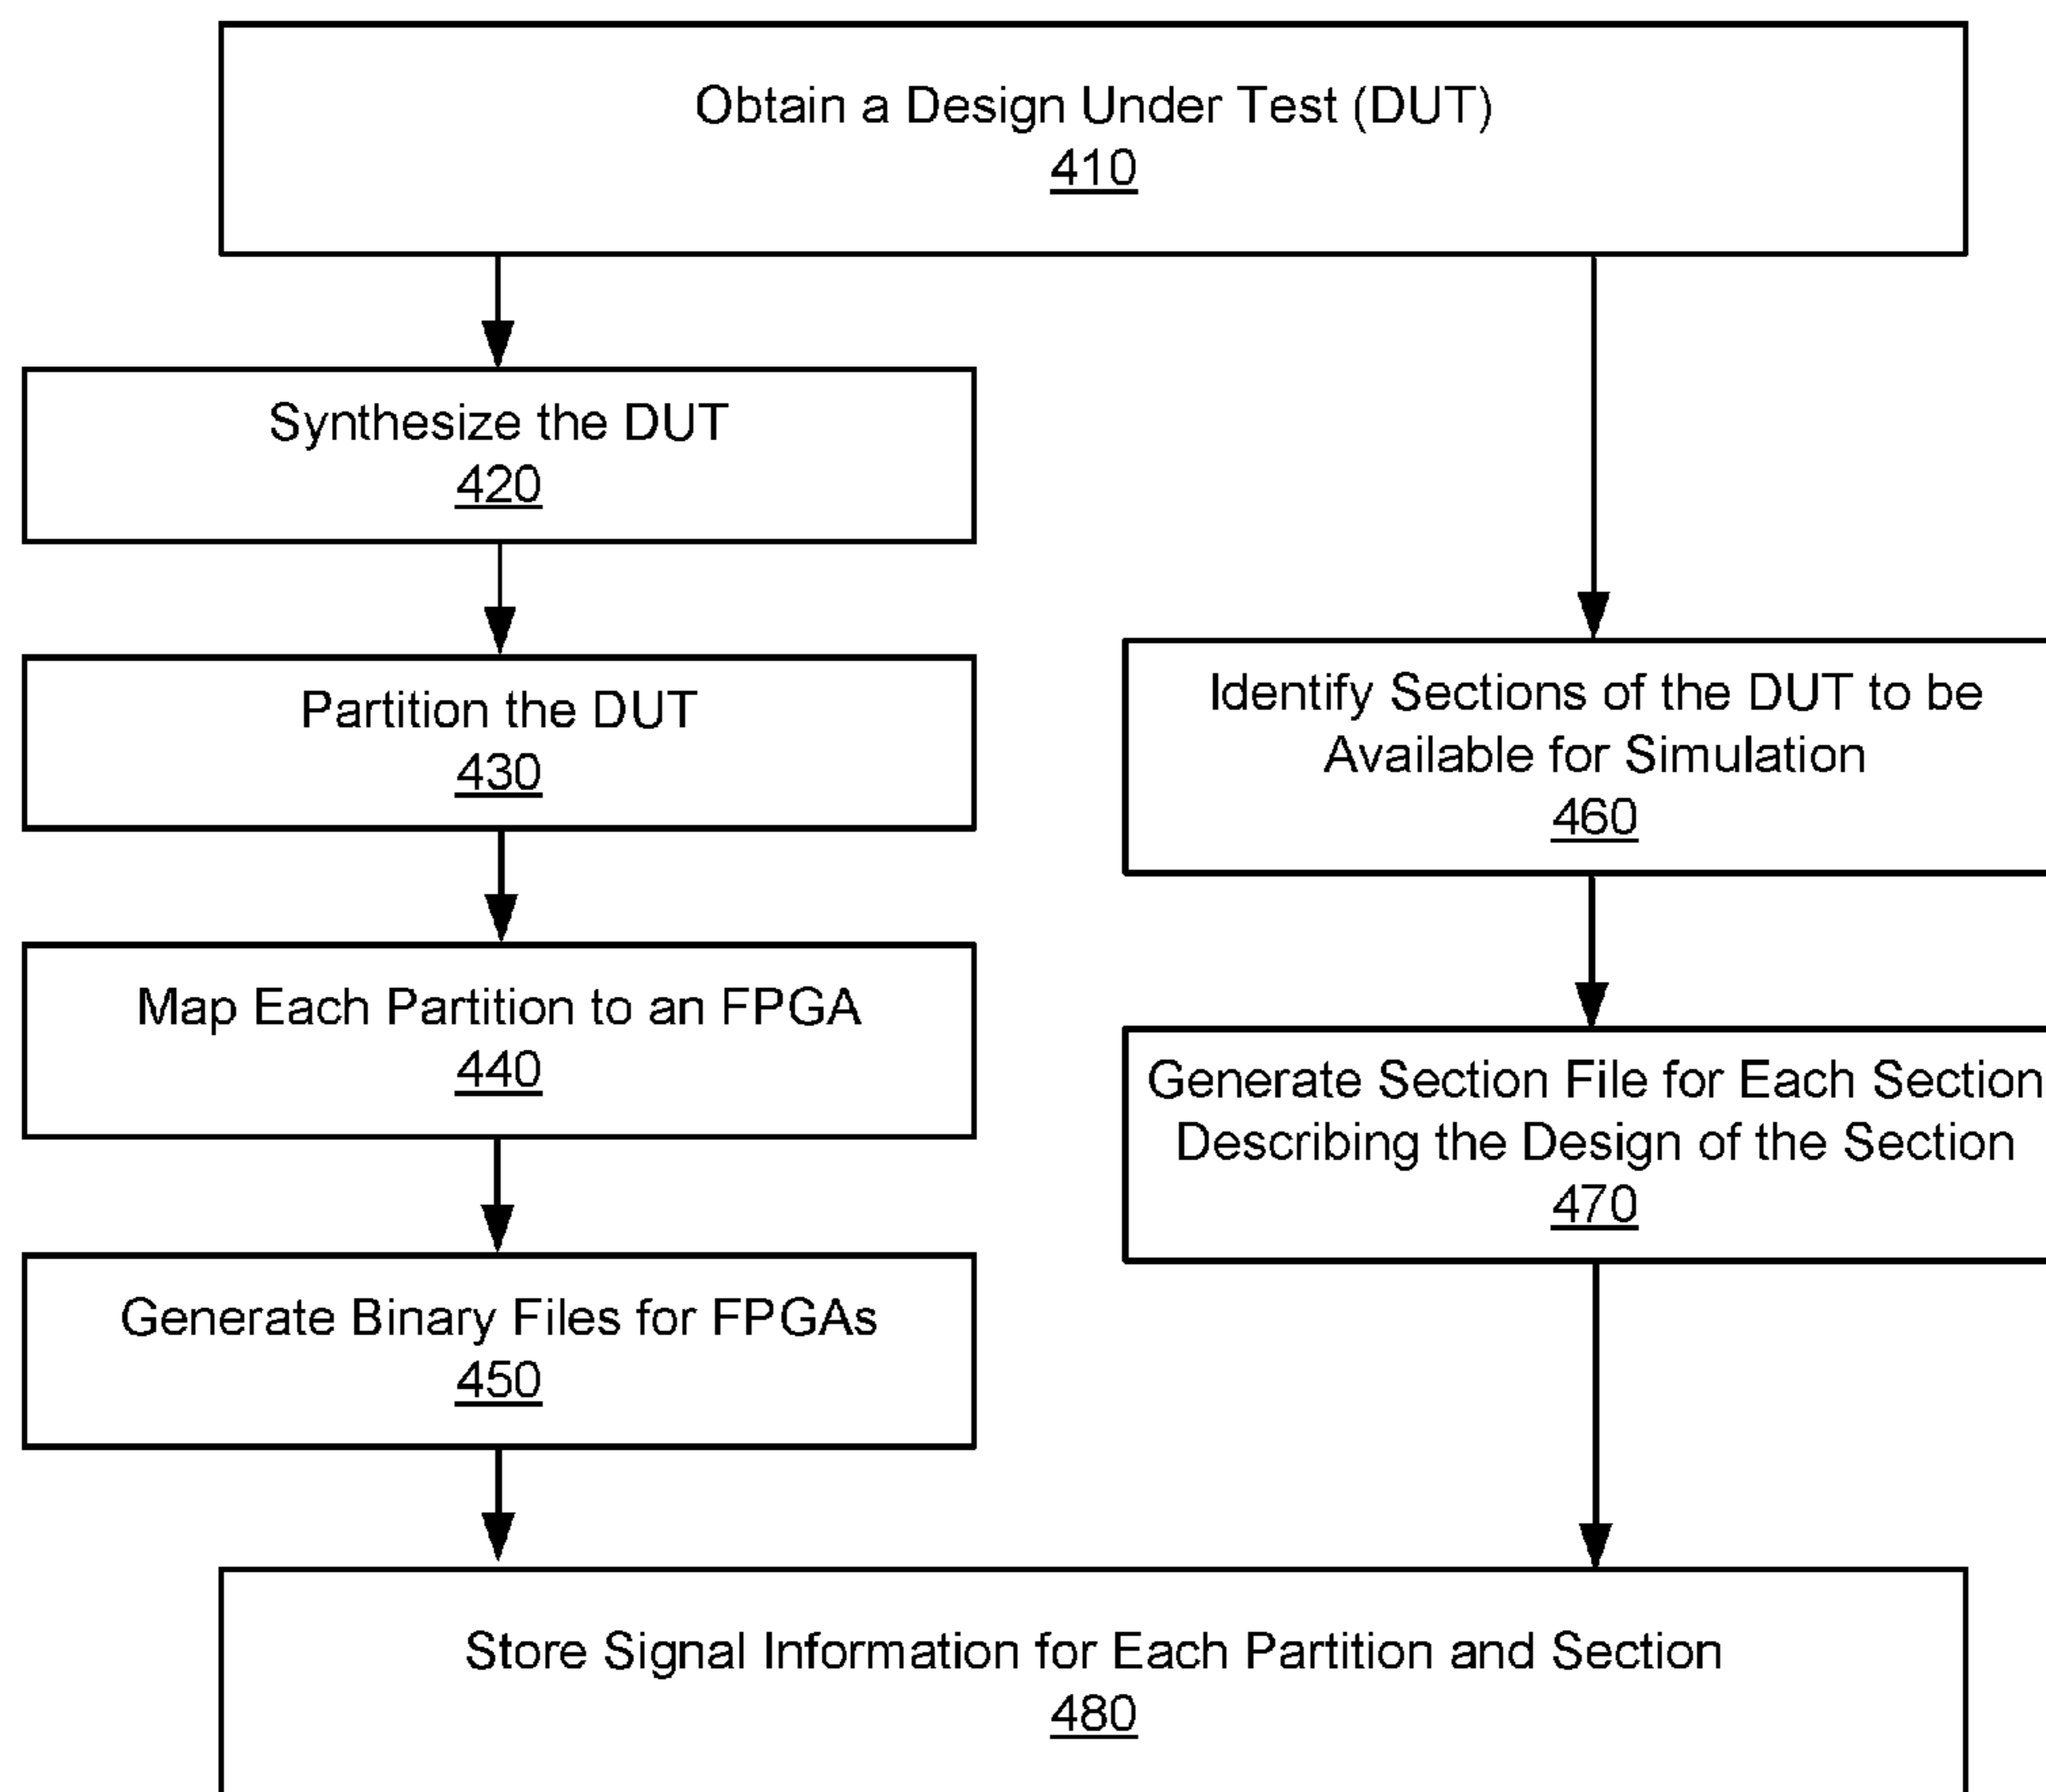 Obtain a Design Under Test (DUT)
410
Synthesize the DUT
420
Partition the DUT
430
Map Each Partition to an FPGA
440
Generate Binary Files for FPGAs
450
Identify Sections of the DUT to be
Available for Simulation
460
Generate Section File for Each Section
Describing the Design of the Section
470
Store Signal Information for Each Partition and Section
480